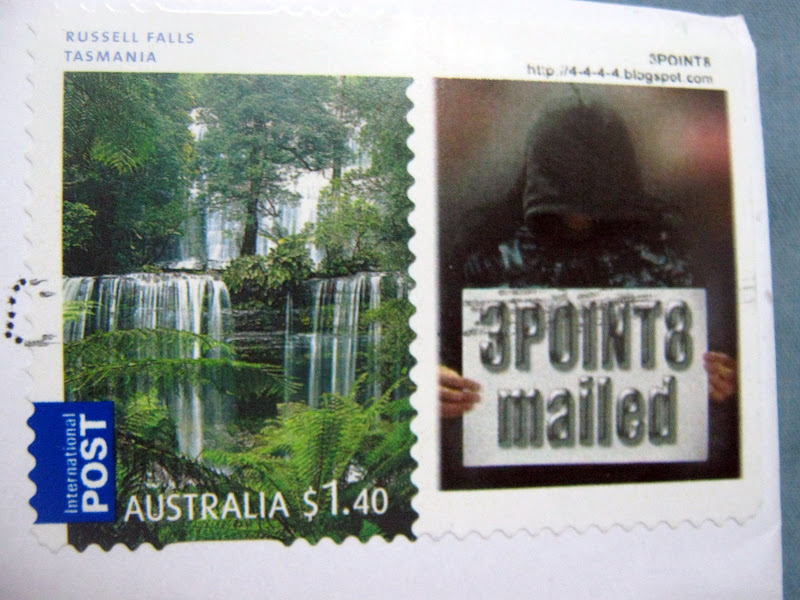 RUSSELL FALLS
TASMANIA
3POINT8
http://4-4-4-4.blogspot.com
3POINT8
mailed
International
POST
AUSTRALIA $1.40